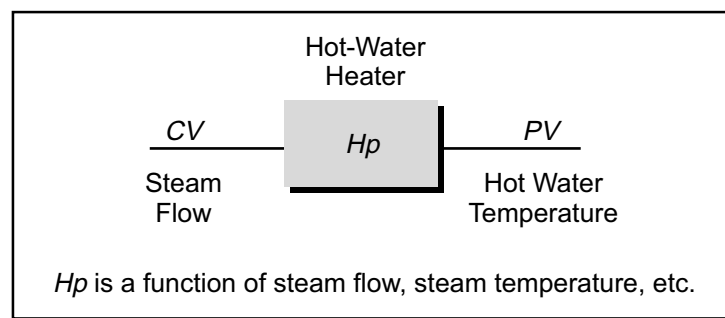 Hot-Water
Heater
CV
Hp
PV
Steam
Flow
Hot Water
Temperature
Hp is a function of steam flow, steam temperature, etc.